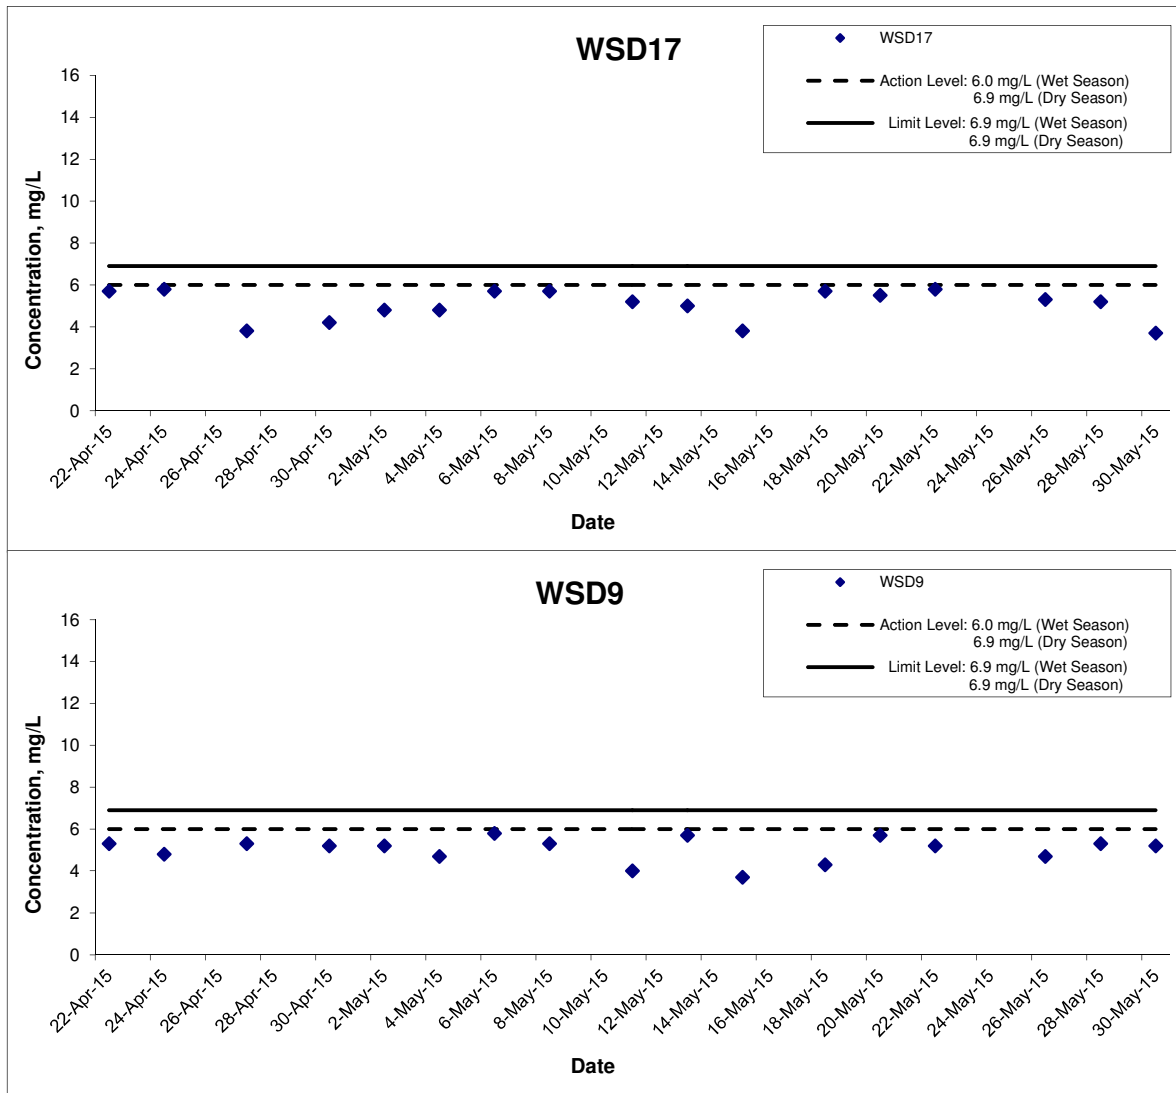 WSD17
WSD17
Action Level: 6.0 mg/L (Wet Season)
6.9 mg/L (Dry Season)
Limit Level: 6.9 mg/L (Wet Season)
6.9 mg/L (Dry Season)
Concentration, mg/L
16
14
12
10
8
6
4
2
0
22-Apr-15
24-Apr-15
26-Apr-15
28-Apr-15
30-Apr-15
2-May-15
4-May-15
6-May-15
8-May-15
10-May-15
12-May-15
14-May-15
16-May-15
18-May-15
20-May-15
22-May-15
24-May-15
26-May-15
28-May-15
30-May-15
Date
WSD9
WSD9
Action Level: 6.0 mg/L (Wet Season)
6.9 mg/L (Dry Season)
Limit Level: 6.9 mg/L (Wet Season)
6.9 mg/L (Dry Season)
Concentration, mg/L
16
14
12
10
8
6
4
2
0
22-Apr-15
24-Apr-15
26-Apr-15
28-Apr-15
30-Apr-15
2-May-15
4-May-15
6-May-15
8-May-15
10-May-15
12-May-15
14-May-15
16-May-15
18-May-15
20-May-15
22-May-15
24-May-15
26-May-15
28-May-15
30-May-15
Date